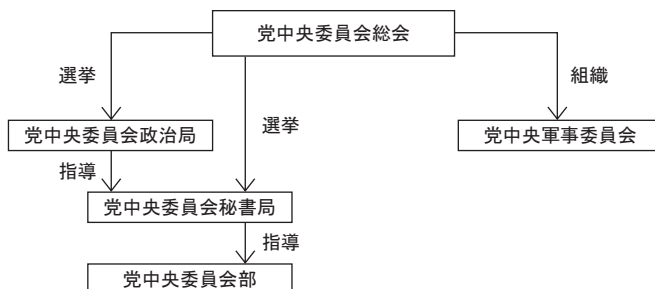 党中央委員会総会
選挙
組織
選挙
党中央委員会政治局
党中央軍事委員会
指導
党中央委員会秘書局
指導
党中央委員会部